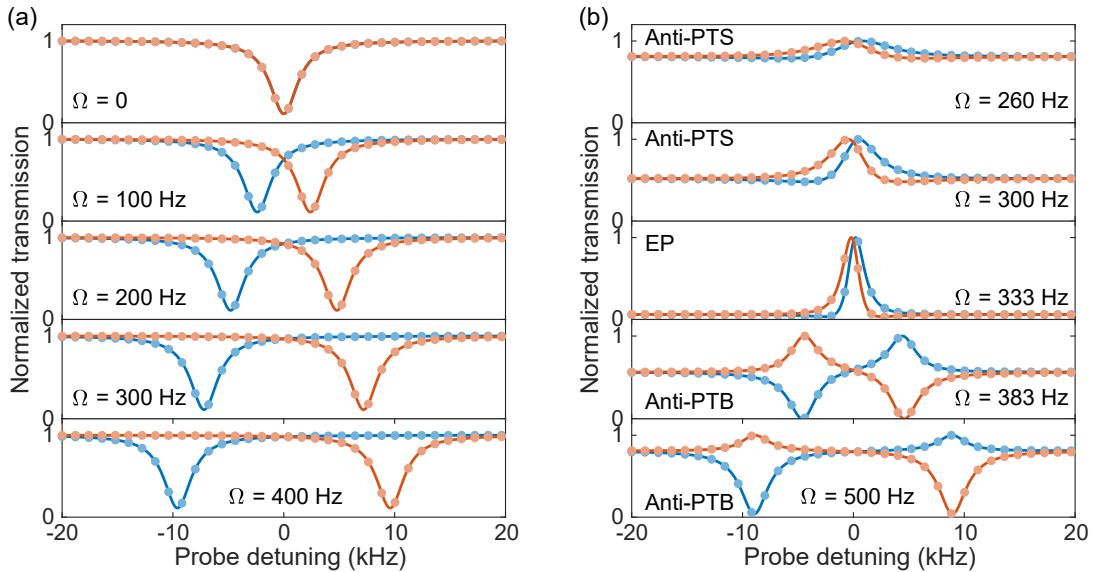 (a)
Normalized transmission
1
Ω = 0
0
1
Ω = 100 Hz
0
1
Ω = 200 Hz
0
1
Ω = 300 Hz
0
1
Ω = 400 Hz
0
-20 -10 0 10 20
Probe detuning (kHz)
(b)
Normalized transmission
1 Anti-PTS
Ω = 260 Hz
0
1 Anti-PTS
Ω = 300 Hz
0
1 EP
Ω = 333 Hz
0
1
Anti-PTB Ω = 383 Hz
0
1
Anti-PTB Ω = 500 Hz
0
-20 -10 0 10 20
Probe detuning (kHz)